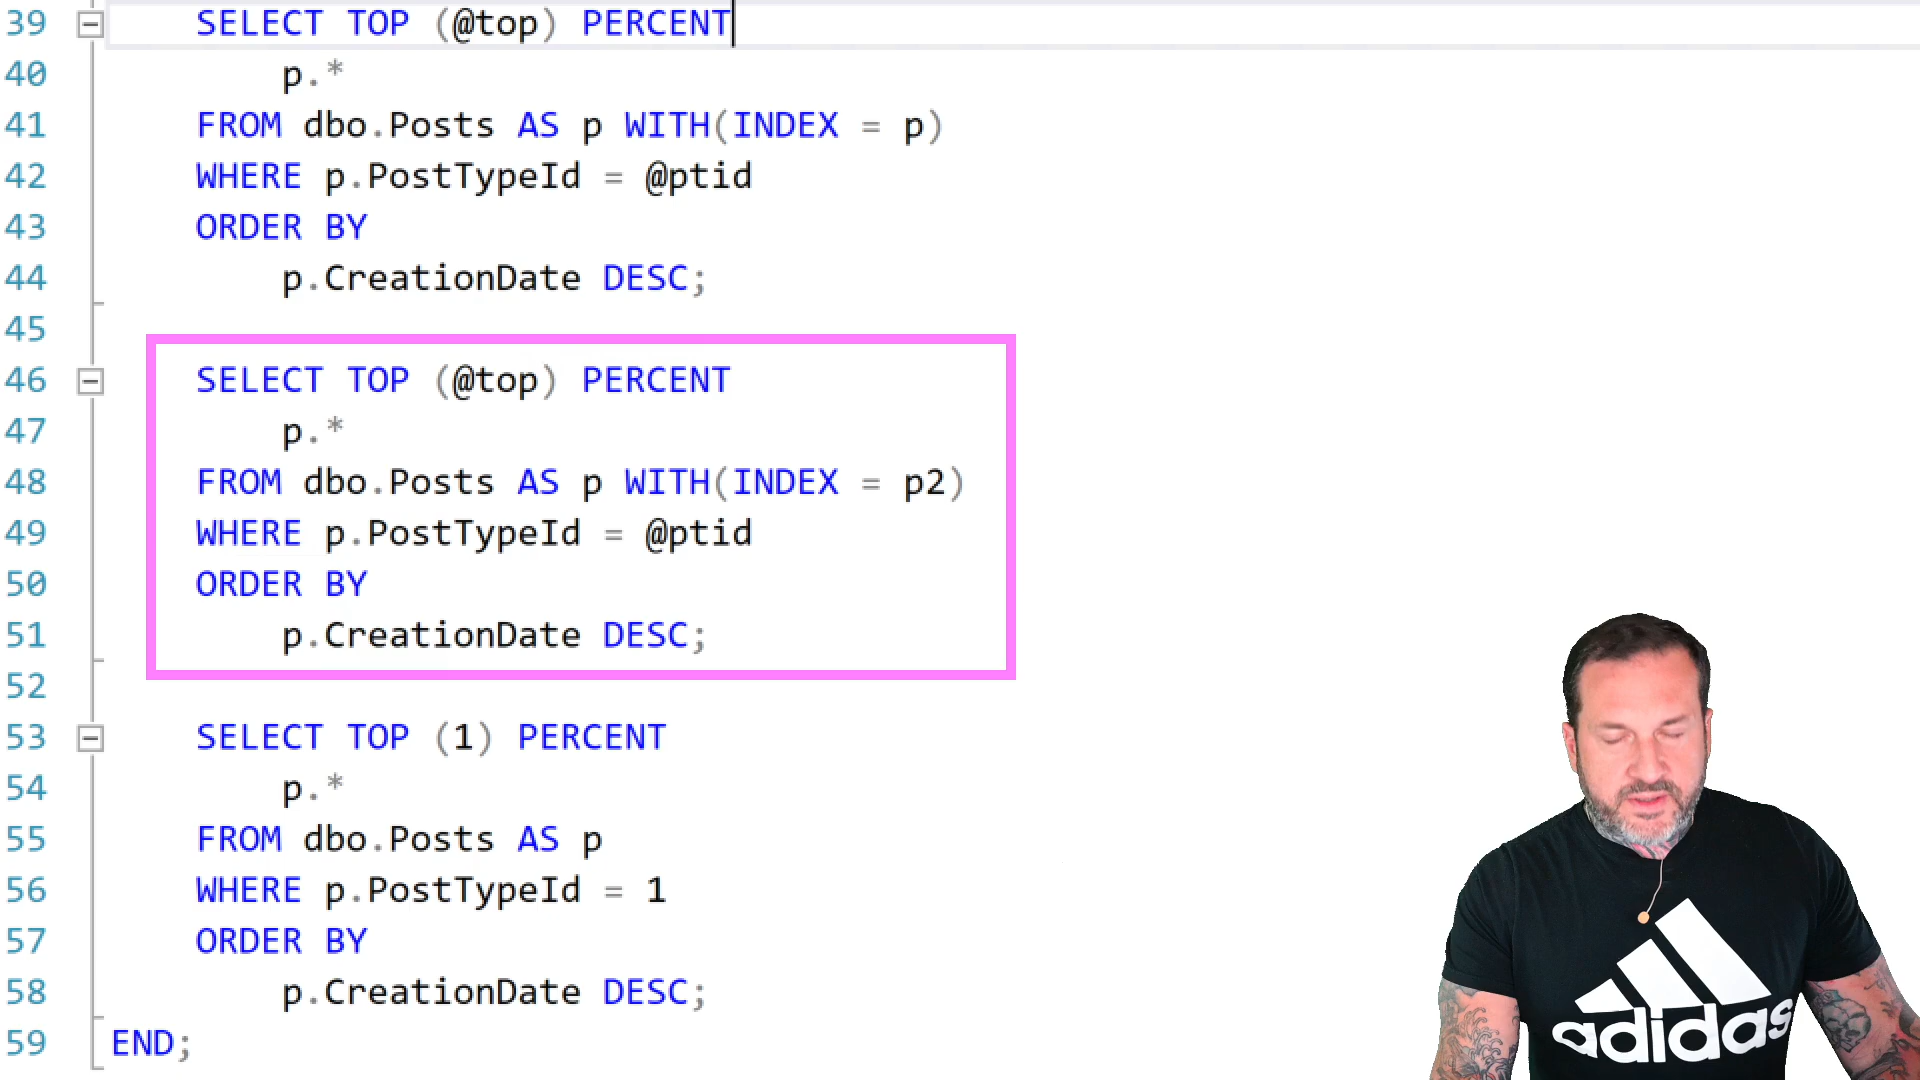 39 SELECT TOP (@top) PERCENT
40 p.*
41 FROM dbo.Posts AS p WITH(INDEX = p)
42 WHERE p.PostTypeId = @ptid
43 ORDER BY
44 p.CreationDate DESC;
45
46 SELECT TOP (@top) PERCENT
47 p.*
48 FROM dbo.Posts AS p WITH(INDEX = p2)
49 WHERE p.PostTypeId = @ptid
50 ORDER BY
51 p.CreationDate DESC;
52
53 SELECT TOP (1) PERCENT
54 p.*
55 FROM dbo.Posts AS p
56 WHERE p.PostTypeId = 1
57 ORDER BY
58 p.CreationDate DESC;
59 END;
adidas